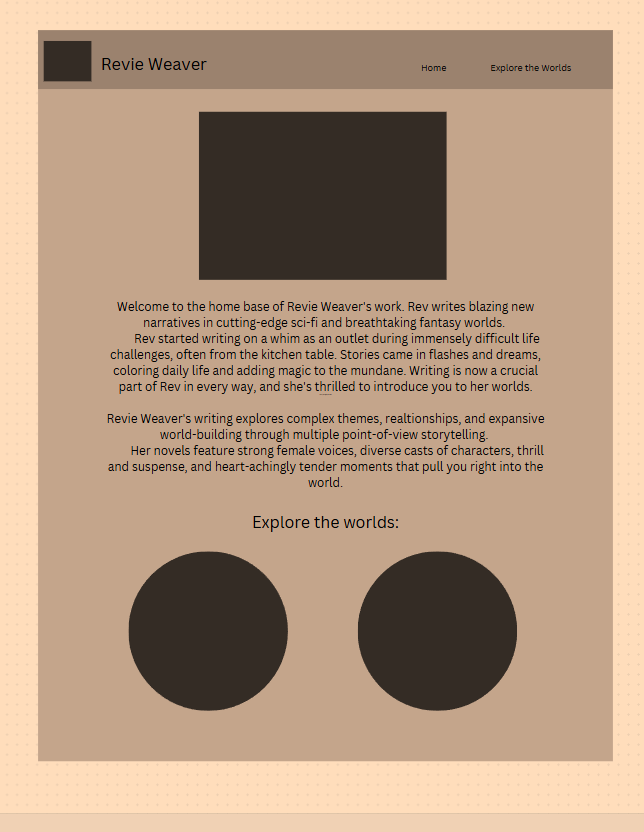 Revie Weaver
Home
Explore the Worlds
Welcome to the home base of Revie Weaver's work. Rev writes blazing new
narratives in cutting-edge sci-fi and breathtaking fantasy worlds.
Rev started writing on a whim as an outlet during immensely difficult life
challenges, often from the kitchen table. Stories came in flashes and dreams,
coloring daily life and adding magic to the mundane. Writing is now a crucial
part of Rev in every way, and she's thrilled to introduce you to her worlds.
Revie Weaver's writing explores complex themes, realtionships, and expansive
world-building through multiple point-of-view storytelling.
Her novels feature strong female voices, diverse casts of characters, thrill
and suspense, and heart-achingly tender moments that pull you right into the
world.
Explore the worlds: